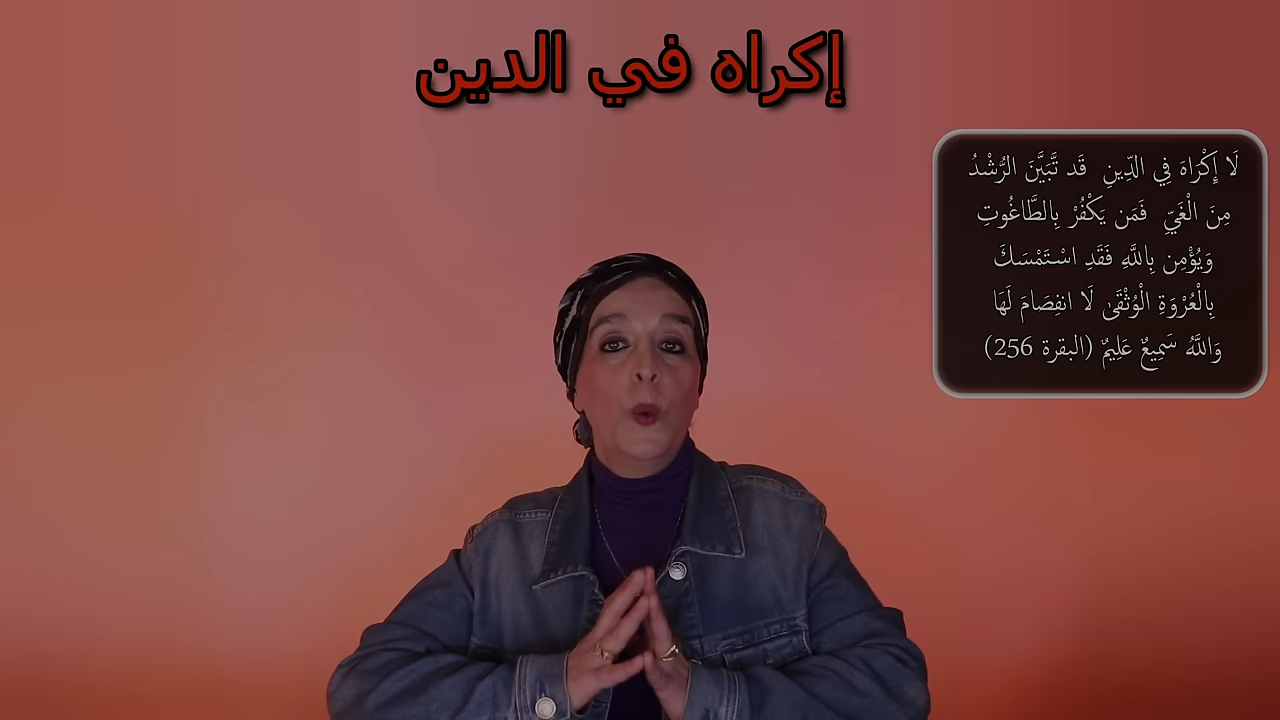 إكراه في الدين
لَا إِكْرَاهَ فِي الدِّينِ قَد تَّبَيَّنَ الرُّشْدُ
مِنَ الْغَيِّ فَمَن يَكْفُرْ بِالطَّاغُوتِ
وَيُؤْمِن بِاللَّهِ فَقَدِ اسْتَمْسَكَ
بِالْعُرْوَةِ الْوُثْقَىٰ لَا انفِصَامَ لَهَا
وَاللَّهُ سَمِيعٌ عَلِيمٌ (البقرة 256)